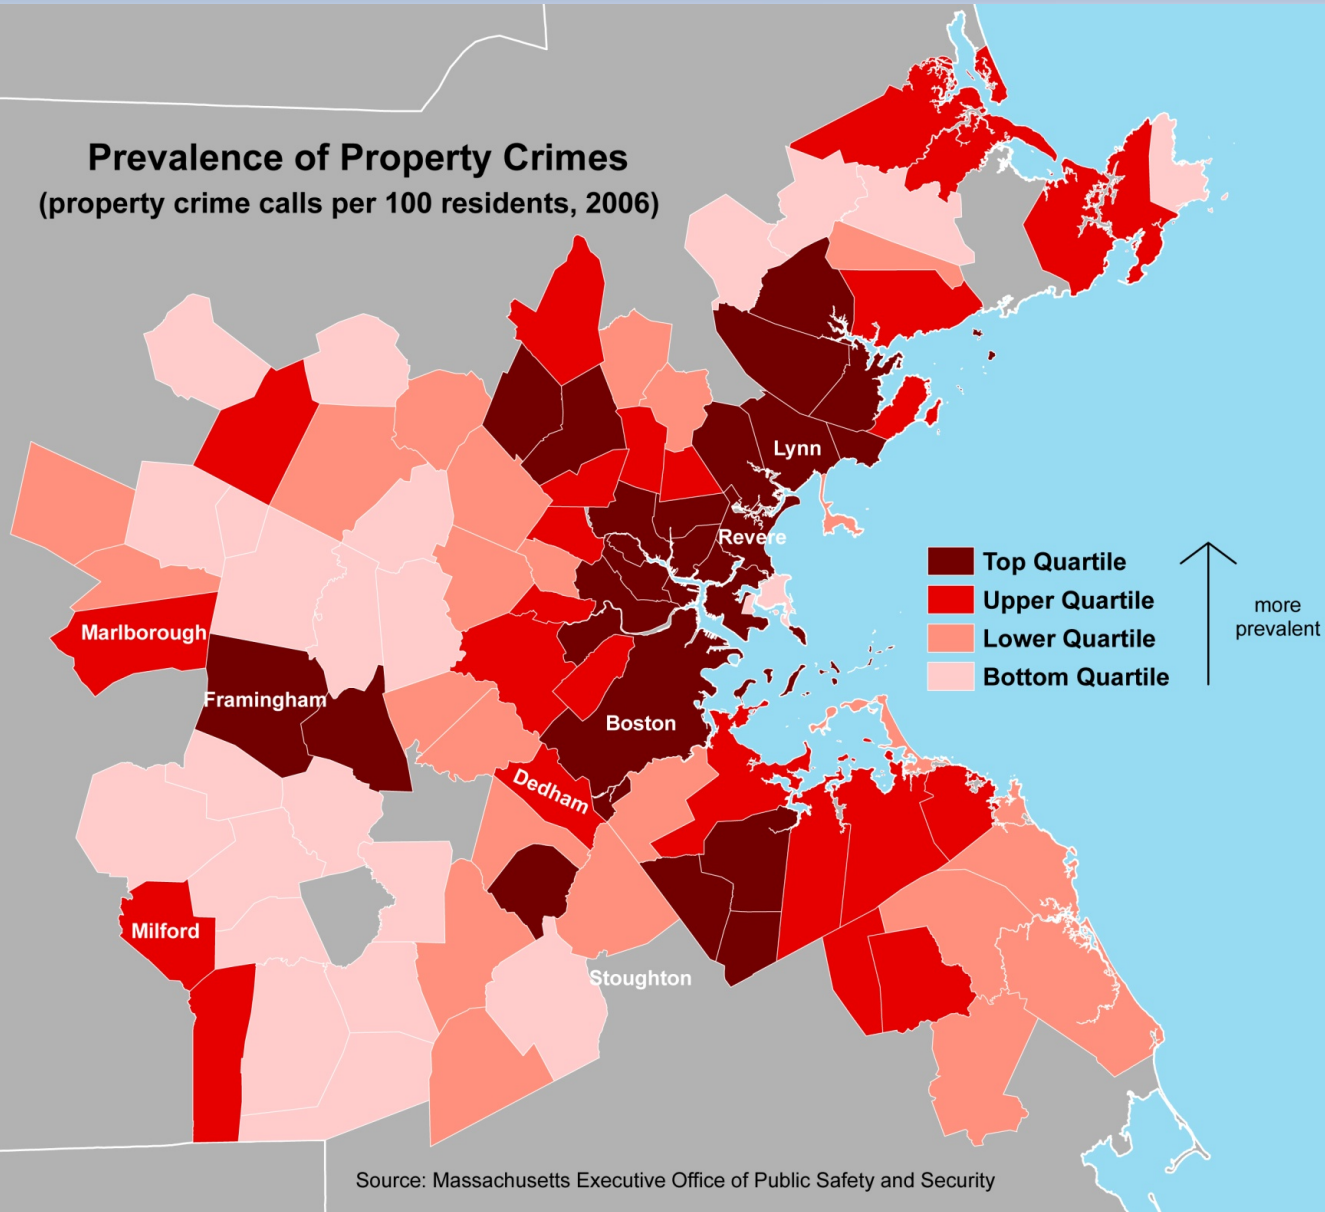 Prevalence of Property Crimes
(property crime calls per 100 residents, 2006)
Lynn
Revere
Top Quartile
Upper Quartile
Lower Quartile
Bottom Quartile
more
prevalent
Marlborough
Framingham
Boston
Dedham
Milford
Stoughton
Source: Massachusetts Executive Office of Public Safety and Security